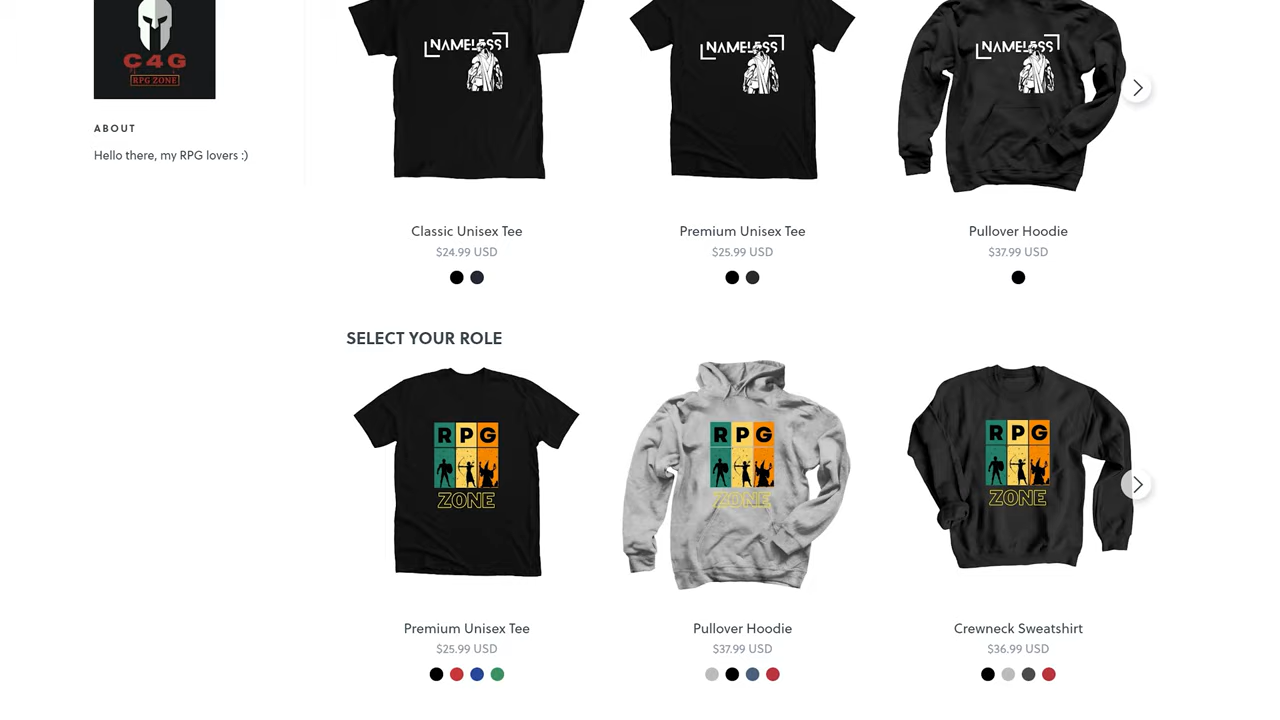 C4G
RPG ZONE
ABOUT
Hello there, my RPG lovers :)
NAMELESS
NAMELESS
NAMELESS
Classic Unisex Tee
$24.99 USD
Premium Unisex Tee
$25.99 USD
Pullover Hoodie
$37.99 USD
SELECT YOUR ROLE
RPG
ZONE
RPG
ZONE
RPG
ZONE
Premium Unisex Tee
$25.99 USD
Pullover Hoodie
$37.99 USD
Crewneck Sweatshirt
$36.99 USD